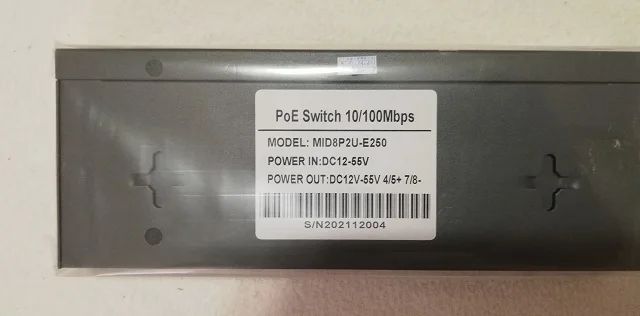 PoE Switch 10/100Mbps
MODEL: MID8P2U-E250
POWER IN:DC12-55V
POWER OUT:DC12V-55V 4/5+ 7/8-
S/N202112004